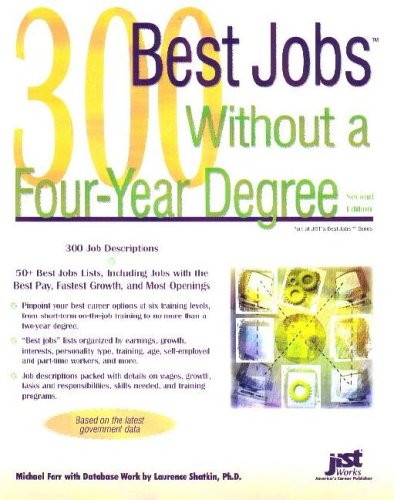 300
Best Jobs™
Without a
Four-Year Degree
Second
Edition
Part of JIST's Best Jobs™ Series
300 Job Descriptions
50+ Best Jobs Lists, Including Jobs with the
Best Pay, Fastest Growth, and Most Openings
Pinpoint your best career options at six training levels,
from short-term on-the-job training to no more than a
two-year degree.
"Best jobs" lists organized by earnings, growth,
interests, personality type, training, age, self-employed
and part-time workers, and more.
Job descriptions packed with details on wages, growth,
tasks and responsibilities, skills needed, and training
programs.
Based on the latest
government data
jist
Works
America's Career Publisher
Michael Farr with Database Work by Laurence Shatkin, Ph.D.